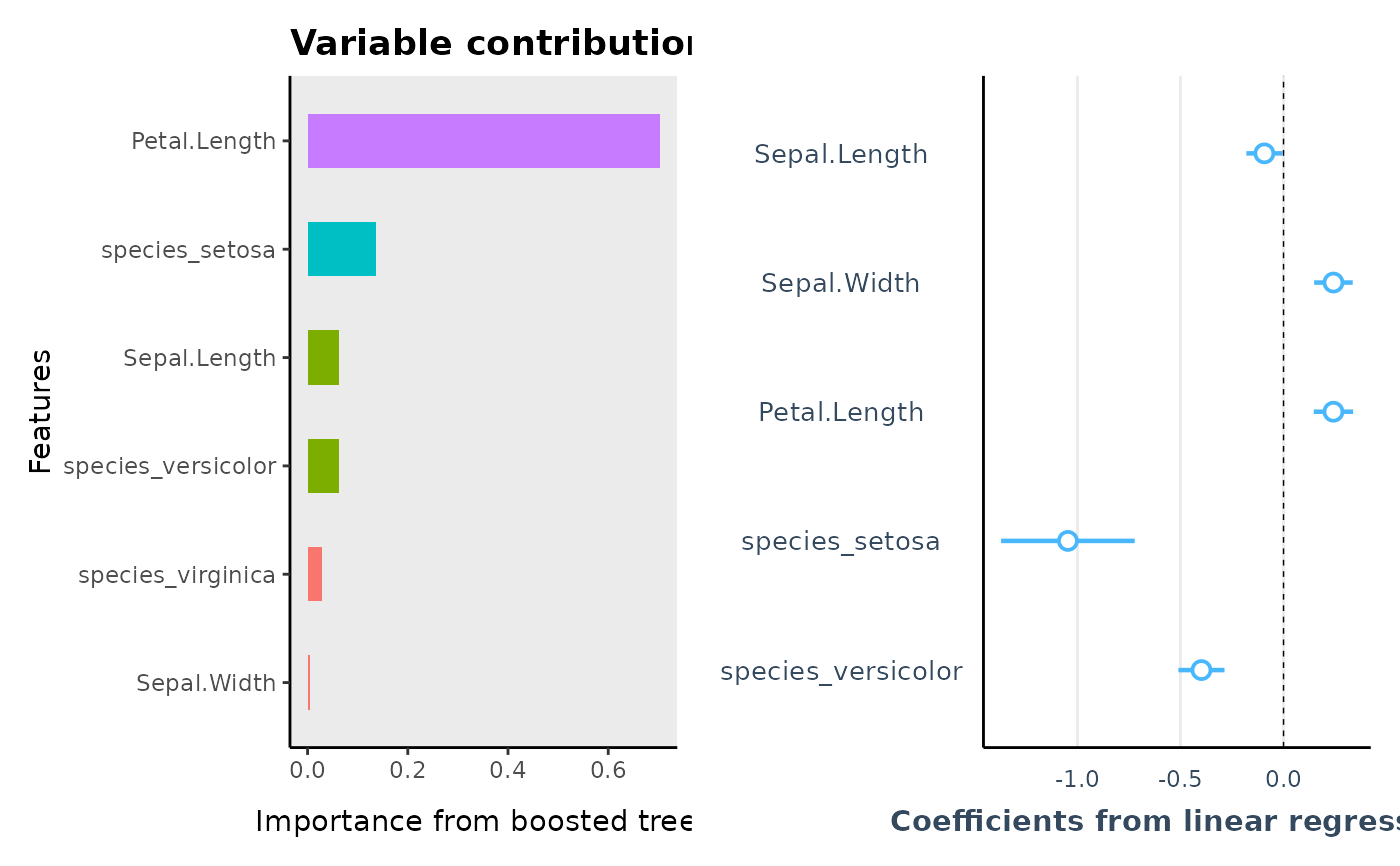 Variable contribution
Features
Petal.Length
species_setosa
Sepal.Length
species_versicolor
species_virginica
Sepal.Width
0.0 0.2 0.4 0.6
Importance from boosted tree
Sepal.Length
Sepal.Width
Petal.Length
species_setosa
species_versicolor
-1.0 -0.5 0.0
Coefficients from linear regress